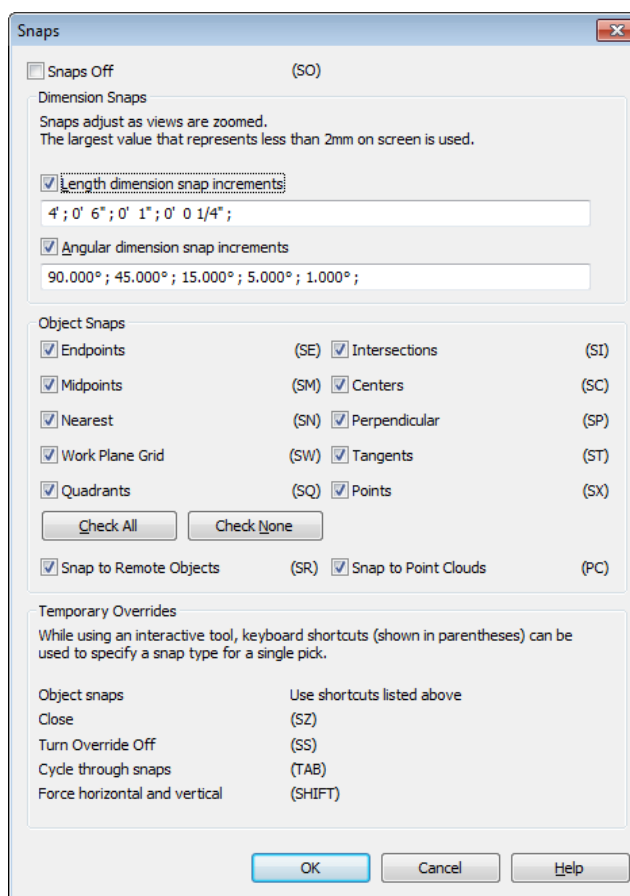 Snaps
Snaps Off (SO)
Dimension Snaps
Snaps adjust as views are zoomed.
The largest value that represents less than 2mm on screen is used.
Length dimension snap increments
4' ; 0' 6" ; 0' 1" ; 0' 0 1/4" ;
Angular dimension snap increments
90.000° ; 45.000° ; 15.000° ; 5.000° ; 1.000° ;
Object Snaps
Endpoints (SE) Intersections (SI)
Midpoints (SM) Centers (SC)
Nearest (SN) Perpendicular (SP)
Work Plane Grid (SW) Tangents (ST)
Quadrants (SQ) Points (SX)
Check All Check None
Snap to Remote Objects (SR) Snap to Point Clouds (PC)
Temporary Overrides
While using an interactive tool, keyboard shortcuts (shown in parentheses) can be
used to specify a snap type for a single pick.
Object snaps Use shortcuts listed above
Close (SZ)
Turn Override Off (SS)
Cycle through snaps (TAB)
Force horizontal and vertical (SHIFT)
OK Cancel Help